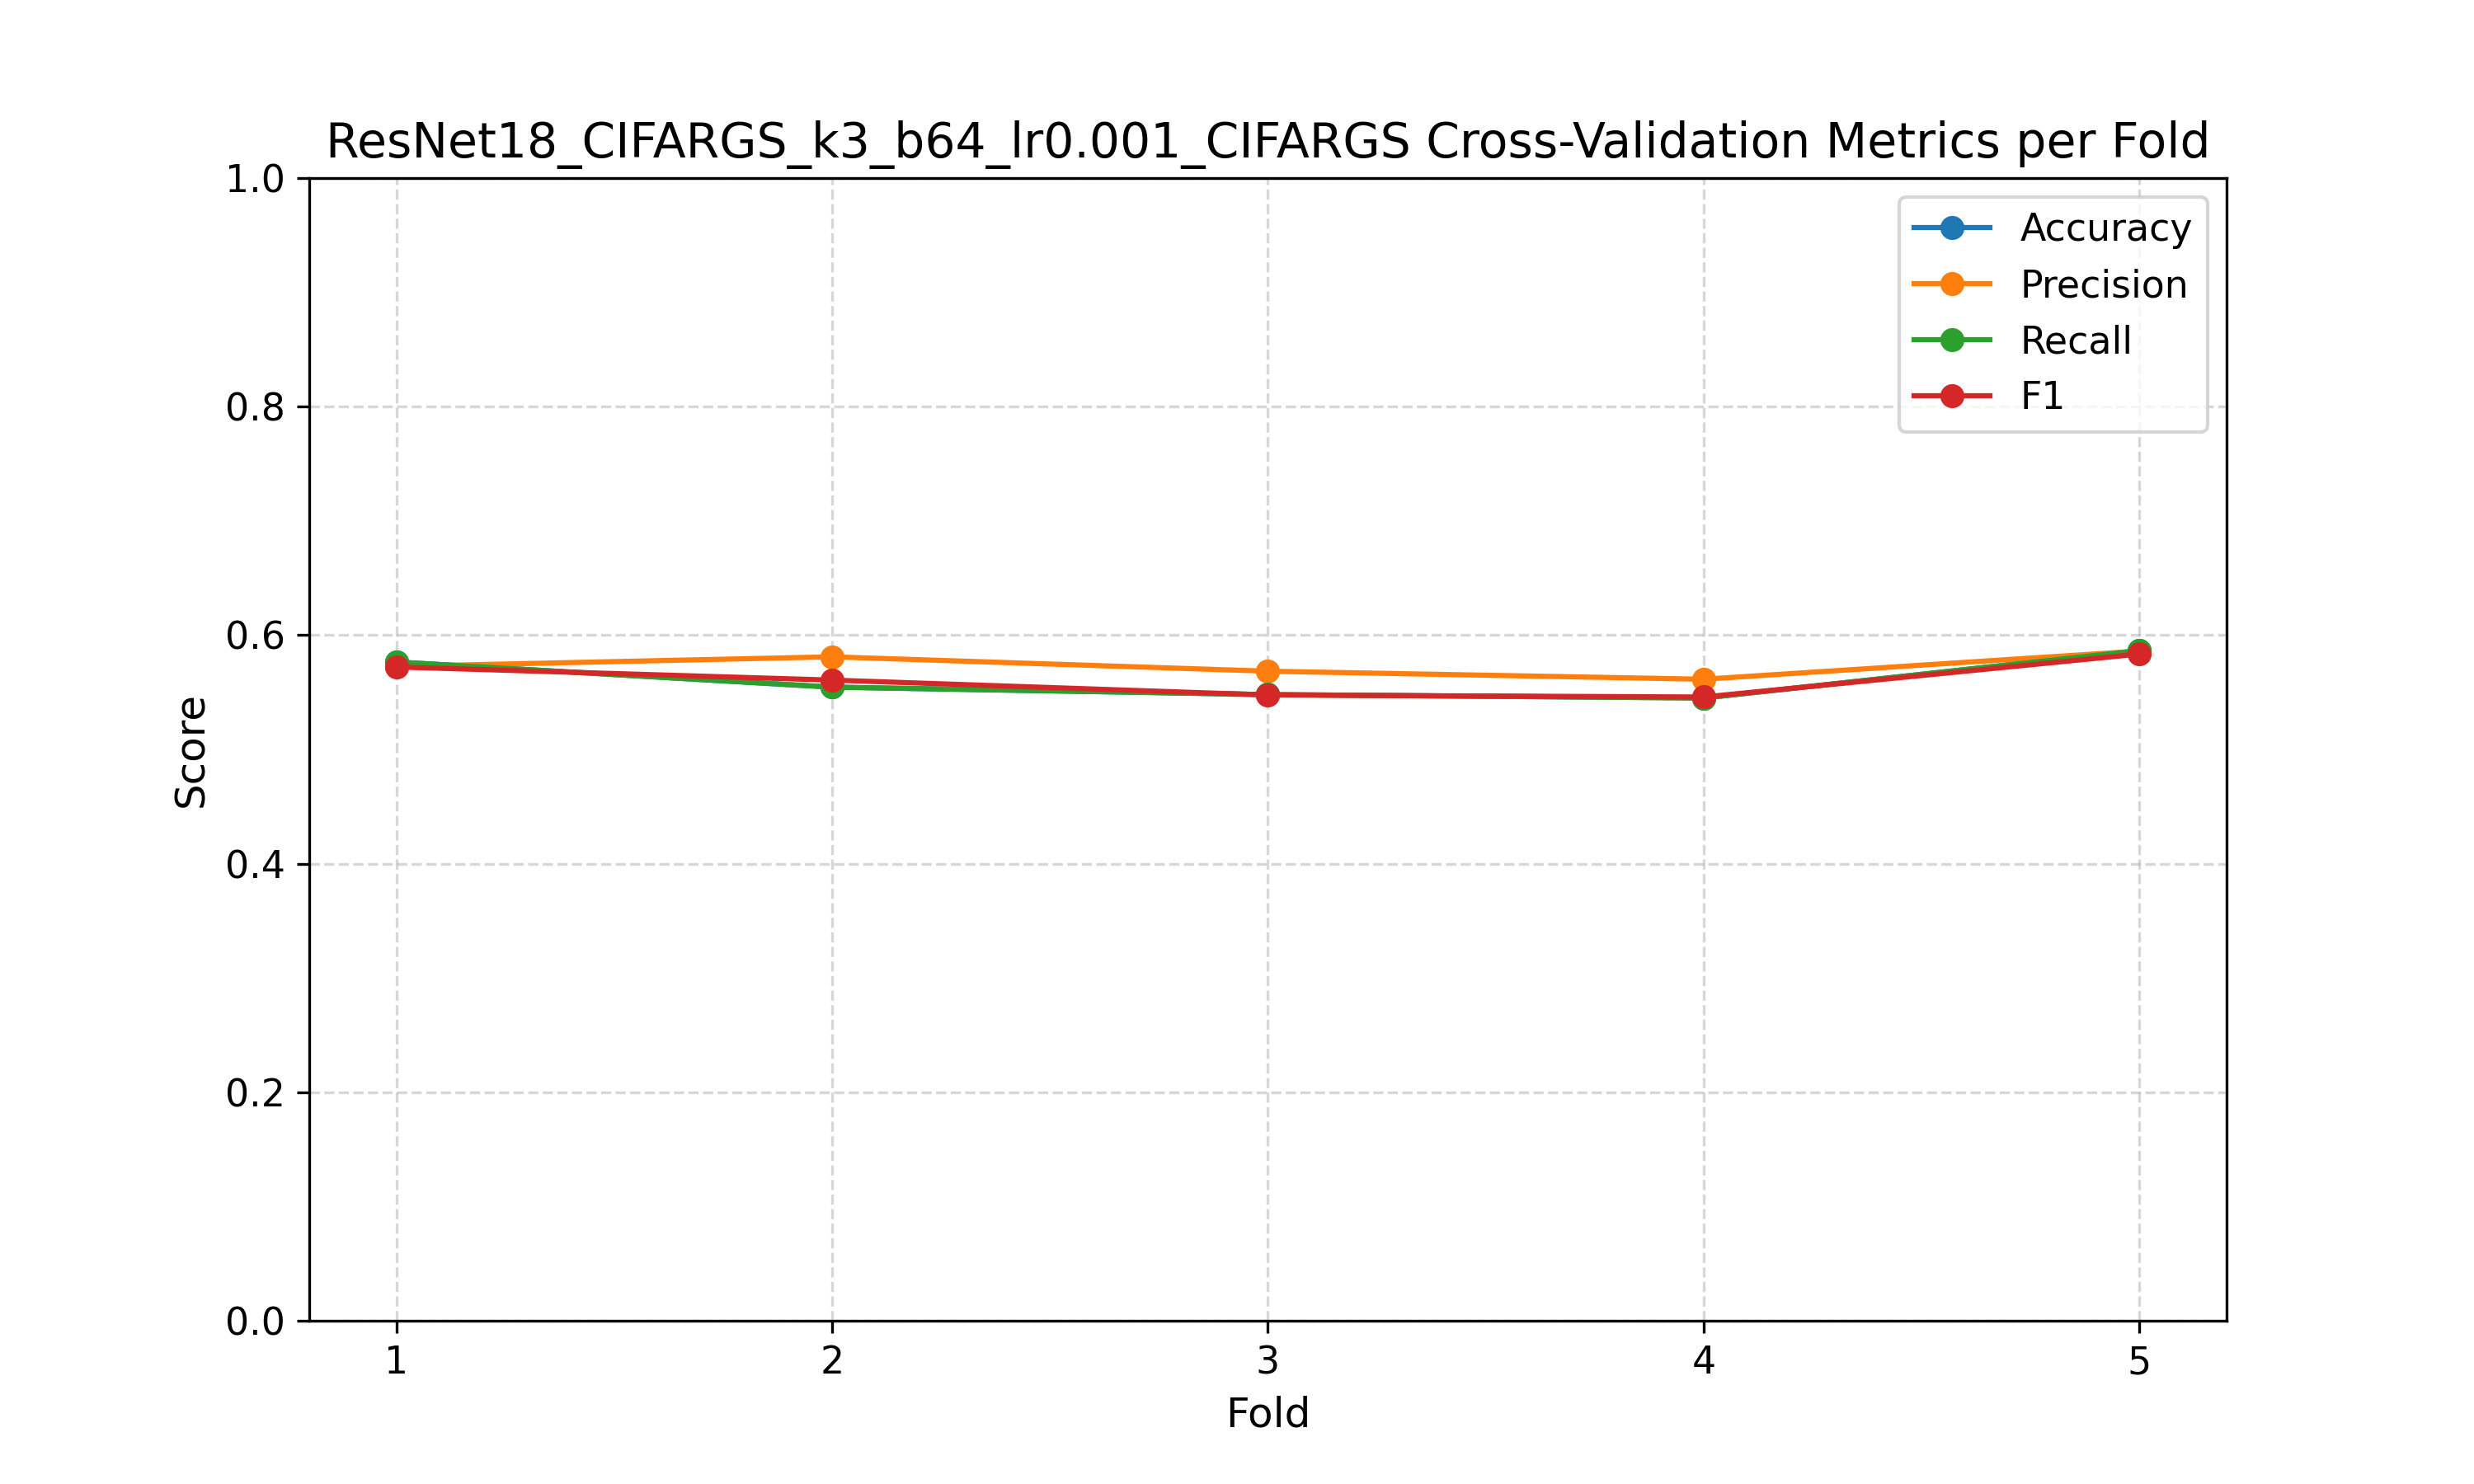 ResNet18_CIFARGS_k3_b64_lr0.001_CIFARGS Cross-Validation Metrics per Fold
1.0
0.8
0.6
0.4
0.2
0.0
Score
Accuracy
Precision
Recall
F1
1 2 3 4 5
Fold